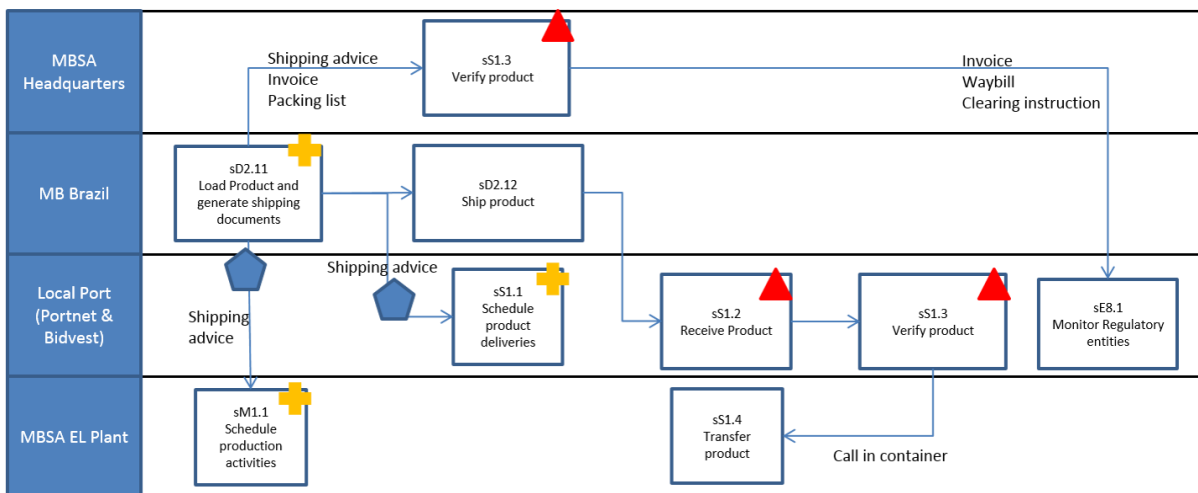 MBSA
Headquarters
Shipping advice
Invoice
Packing list
sS1.3
Verify product
Invoice
Waybill
Clearing instruction
MB Brazil
sD2.11
Load Product and
generate shipping
documents
sD2.12
Ship product
Local Port
(Portnet &
Bidvest)
Shipping
advice
Shipping advice
sS1.1
Schedule
product
deliveries
sS1.2
Receive Product
sS1.3
Verify product
sE8.1
Monitor Regulatory
entities
MBSA EL Plant
sM1.1
Schedule
production
activities
sS1.4
Transfer
product
Call in container